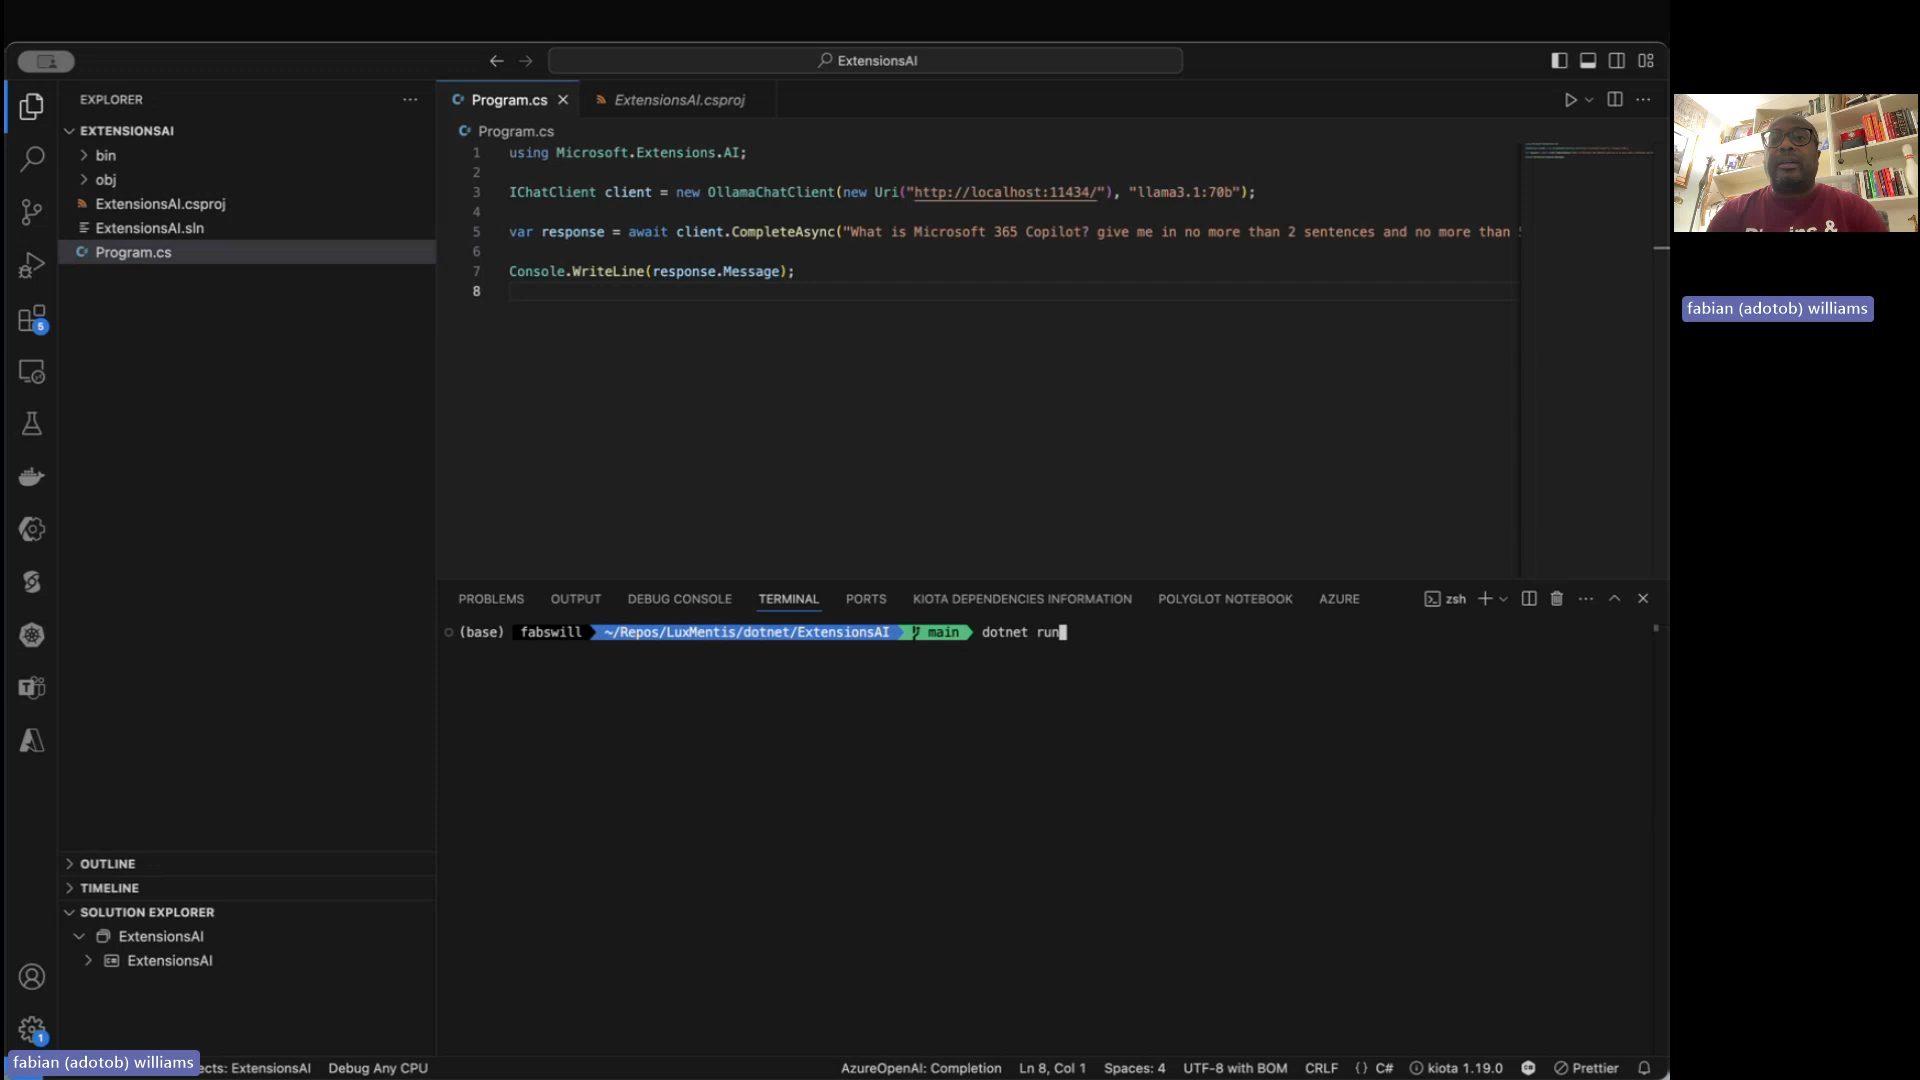 ExtensionsAI
EXPLORER
EXTENSIONSAI
bin
obj
ExtensionsAI.csproj
ExtensionsAI.sln
Program.cs
5
Program.cs
ExtensionsAI.csproj
Program.cs
1 using Microsoft.Extensions.AI;
2
3 IChatClient client = new OllamaChatClient(new Uri("http://localhost:11434/"), "llama3.1:70b");
4
5 var response = await client.CompleteAsync("What is Microsoft 365 Copilot? give me in no more than 2 sentences and no more than
6
7 Console.WriteLine(response.Message);
8
PROBLEMS OUTPUT DEBUG CONSOLE TERMINAL PORTS KIOTA DEPENDENCIES INFORMATION POLYGLOT NOTEBOOK AZURE zsh
(base) fabswill ~/Repos/LuxMentis/dotnet/ExtensionsAI main dotnet run
OUTLINE
TIMELINE
SOLUTION EXPLORER
ExtensionsAI
ExtensionsAI
1
fabian (adotob) williams
ects: ExtensionsAI Debug Any CPU AzureOpenAI: Completion Ln 8, Col 1 Spaces: 4 UTF-8 with BOM CRLF {} C# kiota 1.19.0 Prettier
fabian (adotob) williams